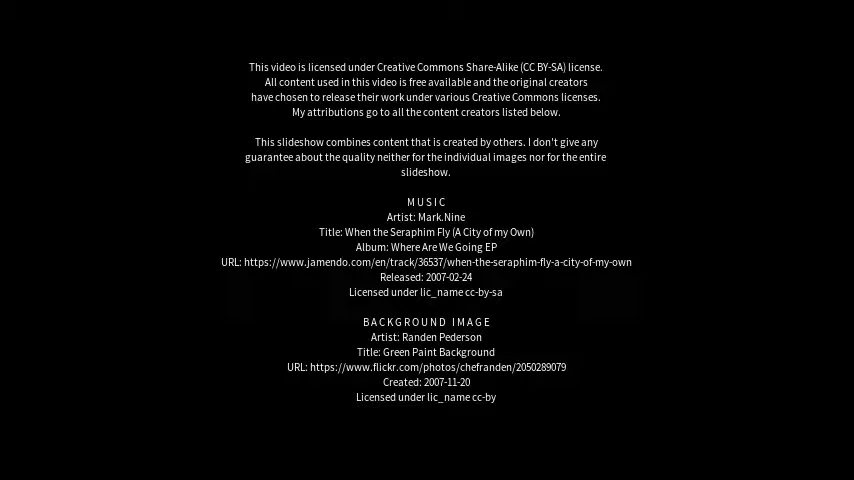 This video is licensed under Creative Commons Share-Alike (CC BY-SA) license.
All content used in this video is free available and the original creators
have chosen to release their work under various Creative Commons licenses.
My attributions go to all the content creators listed below.
This slideshow combines content that is created by others. I don't give any
guarantee about the quality neither for the individual images nor for the entire
slideshow.
MUSIC
Artist: Mark.Nine
Title: When the Seraphim Fly (A City of my Own)
Album: Where Are We Going EP
URL: https://www.jamendo.com/en/track/36537/when-the-seraphim-fly-a-city-of-my-own
Released: 2007-02-24
Licensed under lic_name cc-by-sa
BACKGROUND IMAGE
Artist: Randen Pederson
Title: Green Paint Background
URL: https://www.flickr.com/photos/chefranden/2050289079
Created: 2007-11-20
Licensed under lic_name cc-by